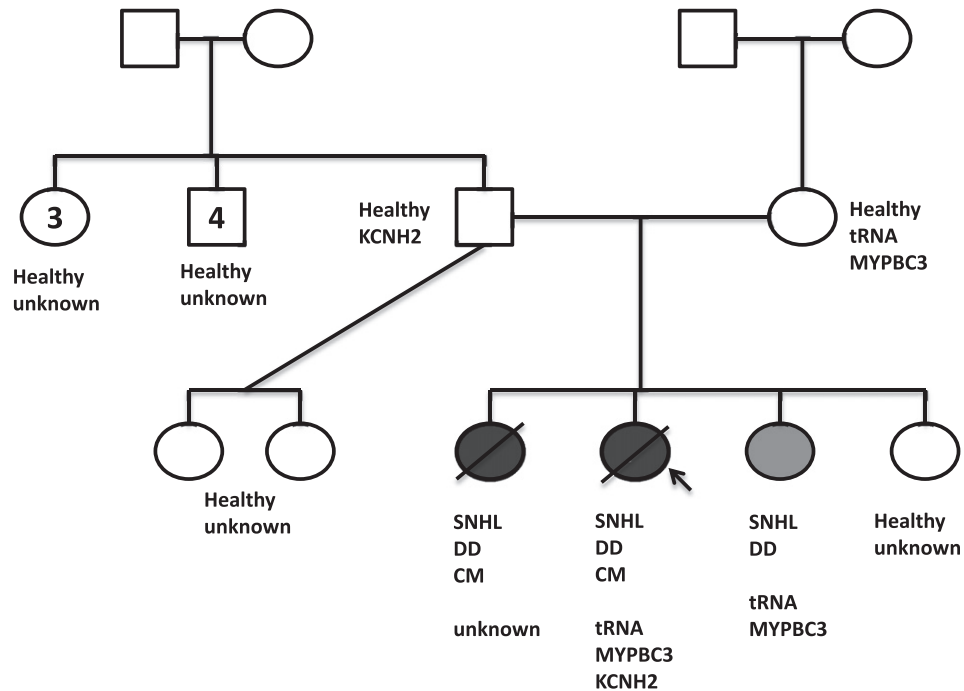 3
4
Healthy
unknown
Healthy
unknown
Healthy
KCNH2
Healthy
tRNA
MYPBC3
Healthy
unknown
SNHL
DD
CM
unknown
SNHL
DD
CM
tRNA
MYPBC3
KCNH2
SNHL
DD
tRNA
MYPBC3
Healthy
unknown